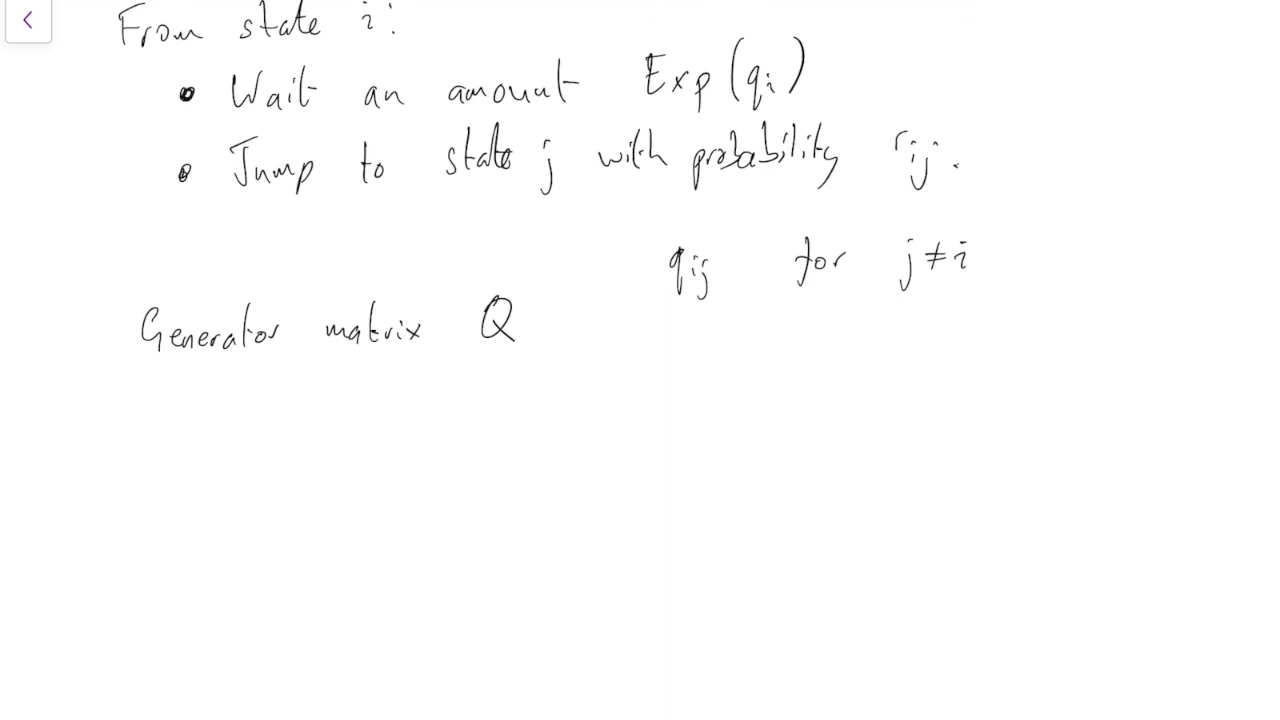 From state i:
• Wait an amount Exp(qi)
• Jump to state j with probability rij.
qij for j≠i
Generator matrix Q